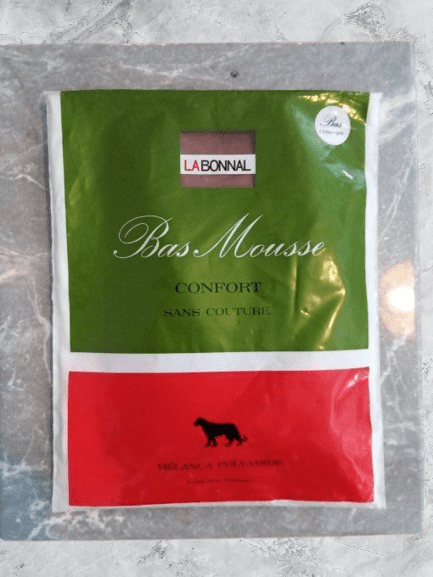 Bas
LABONNAL
Bas Mousse
CONFORT
SANS COUTURE
HELANCA POLYAMIDE